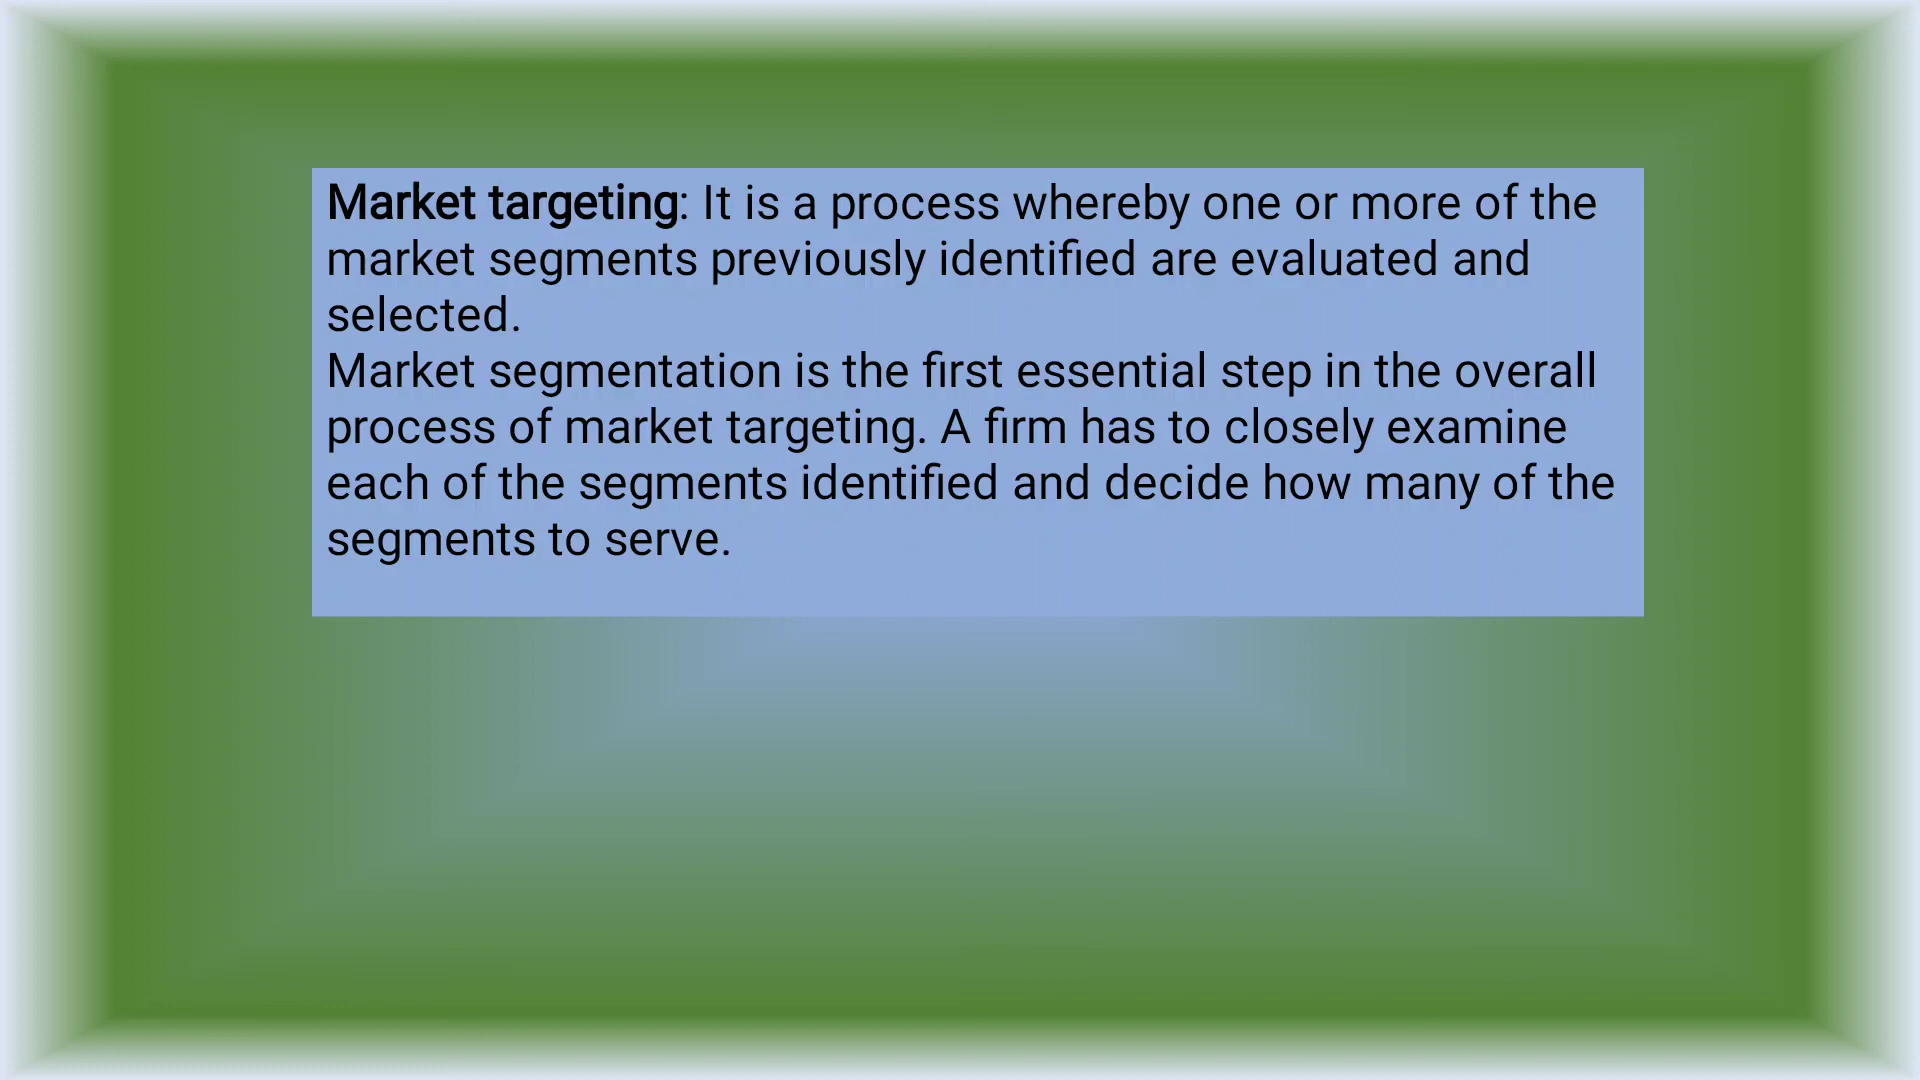 Market targeting: It is a process whereby one or more of the
market segments previously identified are evaluated and
selected.
Market segmentation is the first essential step in the overall
process of market targeting. A firm has to closely examine
each of the segments identified and decide how many of the
segments to serve.